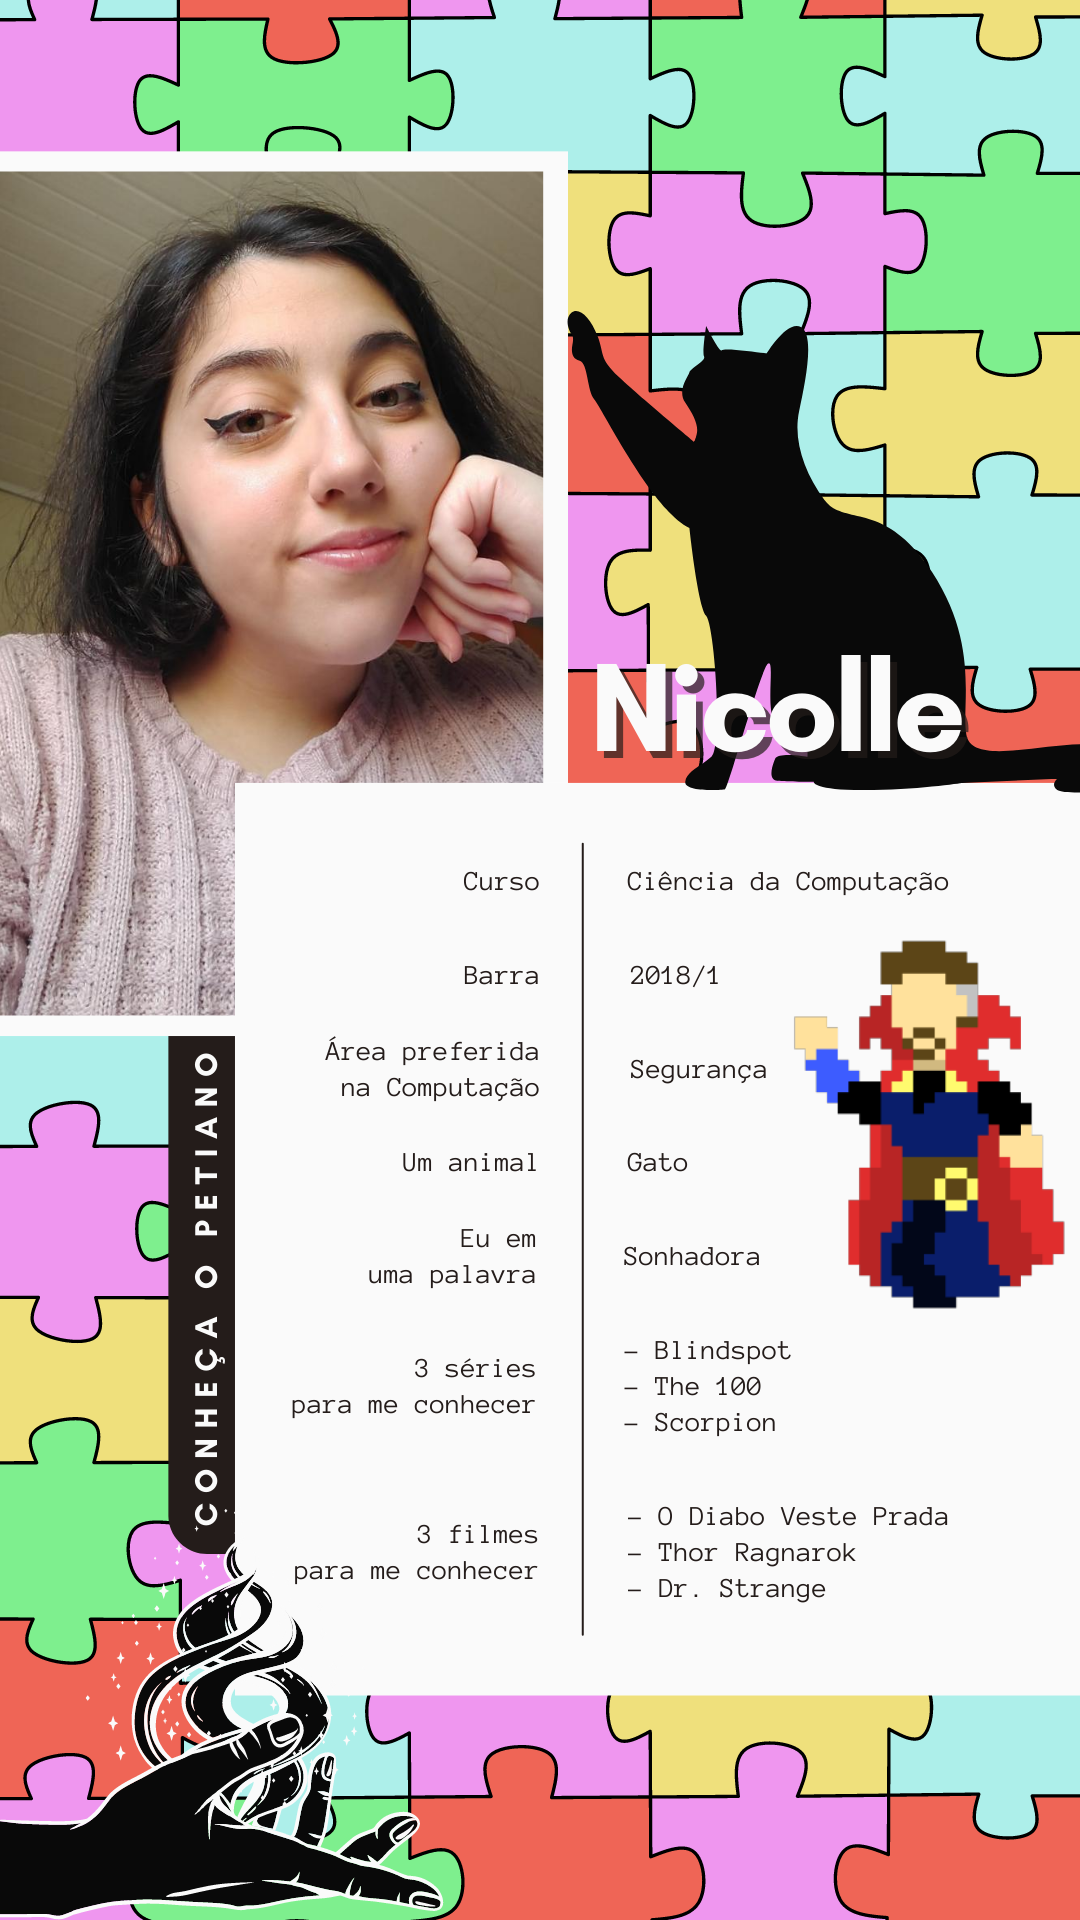 Nicolle
Curso
Ciência da Computação
Barra
2018/1
Área preferida
na Computação
Segurança
Um animal
Gato
Eu em
uma palavra
Sonhadora
3 séries
para me conhecer
- Blindspot
- The 100
- Scorpion
3 filmes
para me conhecer
- O Diabo Veste Prada
- Thor Ragnarok
- Dr. Strange
CONHEÇA O PETIANO